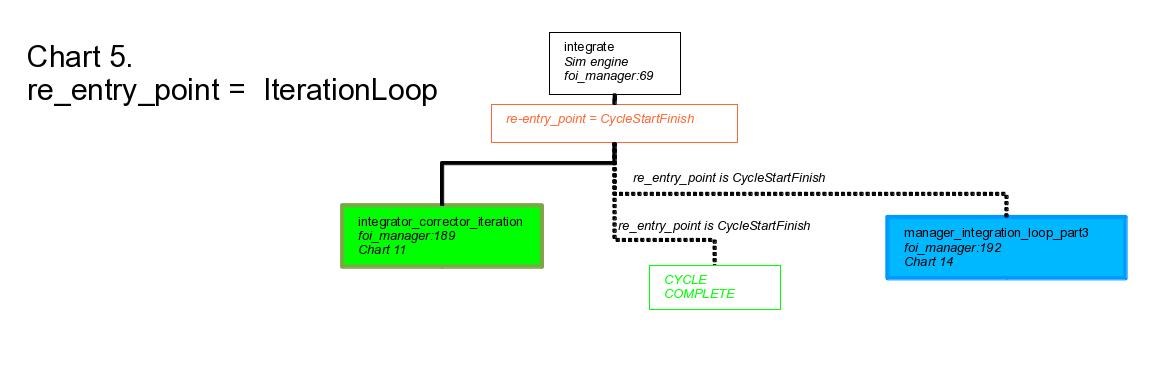 Chart 5.
re_entry_point =  IterationLoop
integrate
Sim engine
foi_manager:69
re-entry_point = CycleStartFinish
re_entry_point is CycleStartFinish
integrator_corrector_iteration
foi_manager:189
Chart 11
re_entry_point is CycleStartFinish
manager_integration_loop_part3
foi_manager:192
Chart 14
CYCLE
COMPLETE